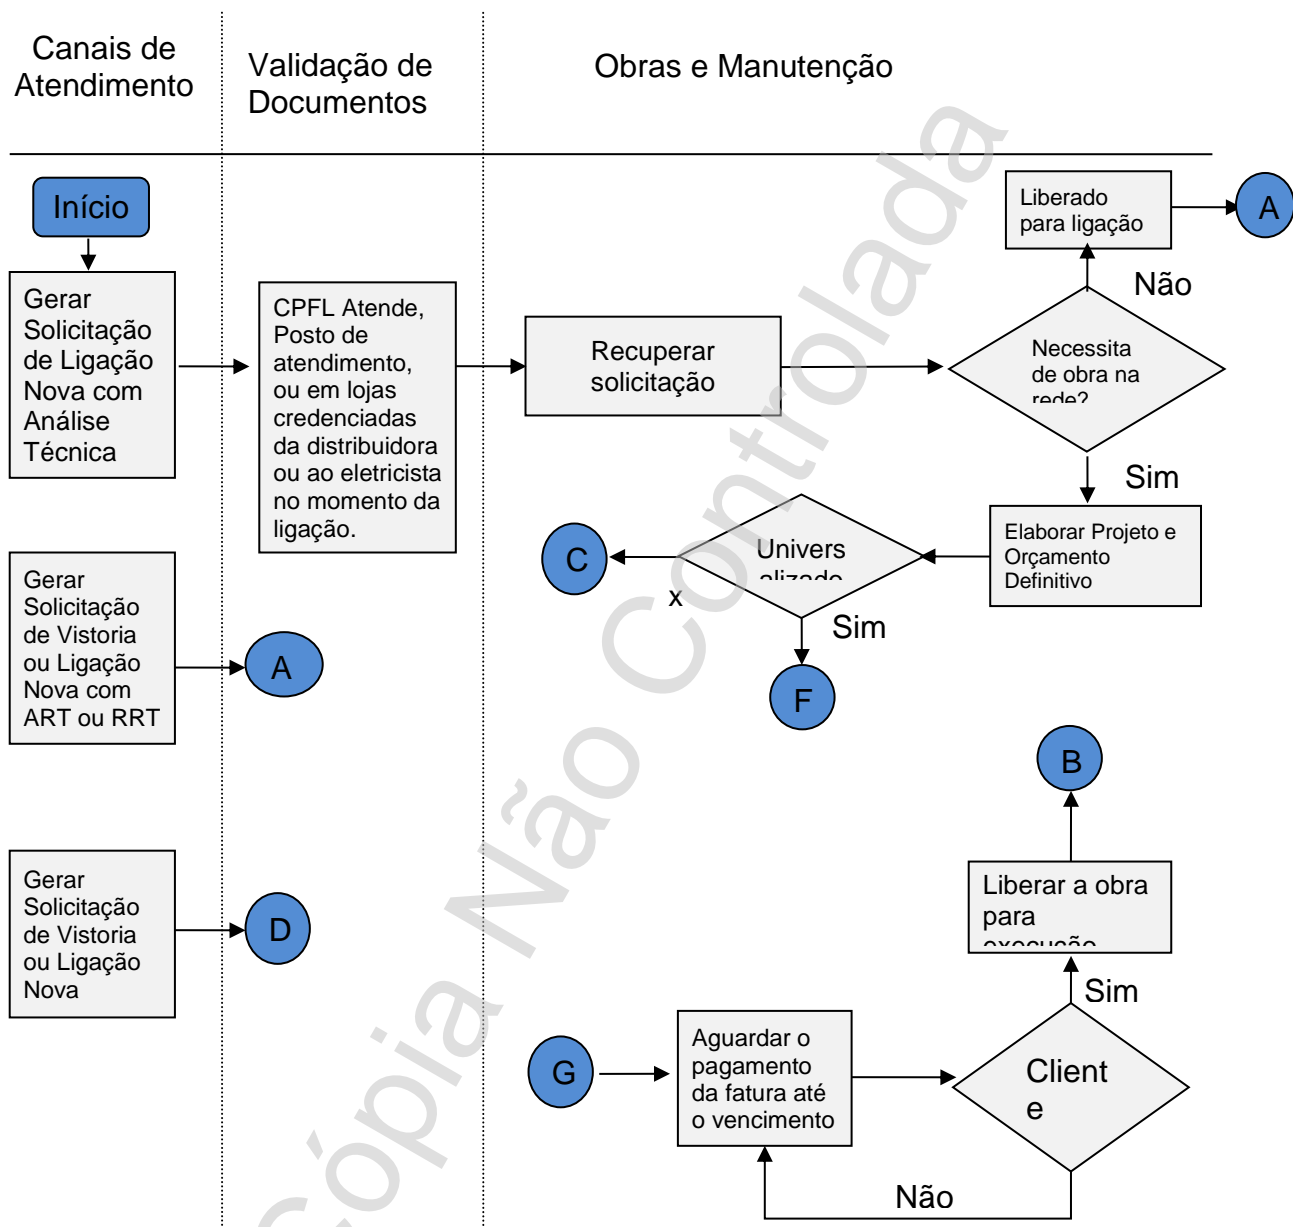 Canais de
Atendimento
Validação de
Documentos
Obras e Manutenção
Início
Gerar
Solicitação
de Ligação
Nova com
Análise
Técnica
CPFL Atende,
Posto de
atendimento,
ou em lojas
credenciadas
da distribuidora
ou ao eletricista
no momento da
ligação.
Recuperar
solicitação
Liberado
para ligação
A
Não
Necessita
de obra na
rede?
Sim
Elaborar Projeto e
Orçamento
Definitivo
Univers
alizado
C
x
Sim
F
Gerar
Solicitação
de Vistoria
ou Ligação
Nova com
ART ou RRT
A
B
Liberar a obra
para
execução
Sim
Gerar
Solicitação
de Vistoria
ou Ligação
Nova
D
G
Aguardar o
pagamento
da fatura até
o vencimento
Client
e
Não
Cópia Não Controlada